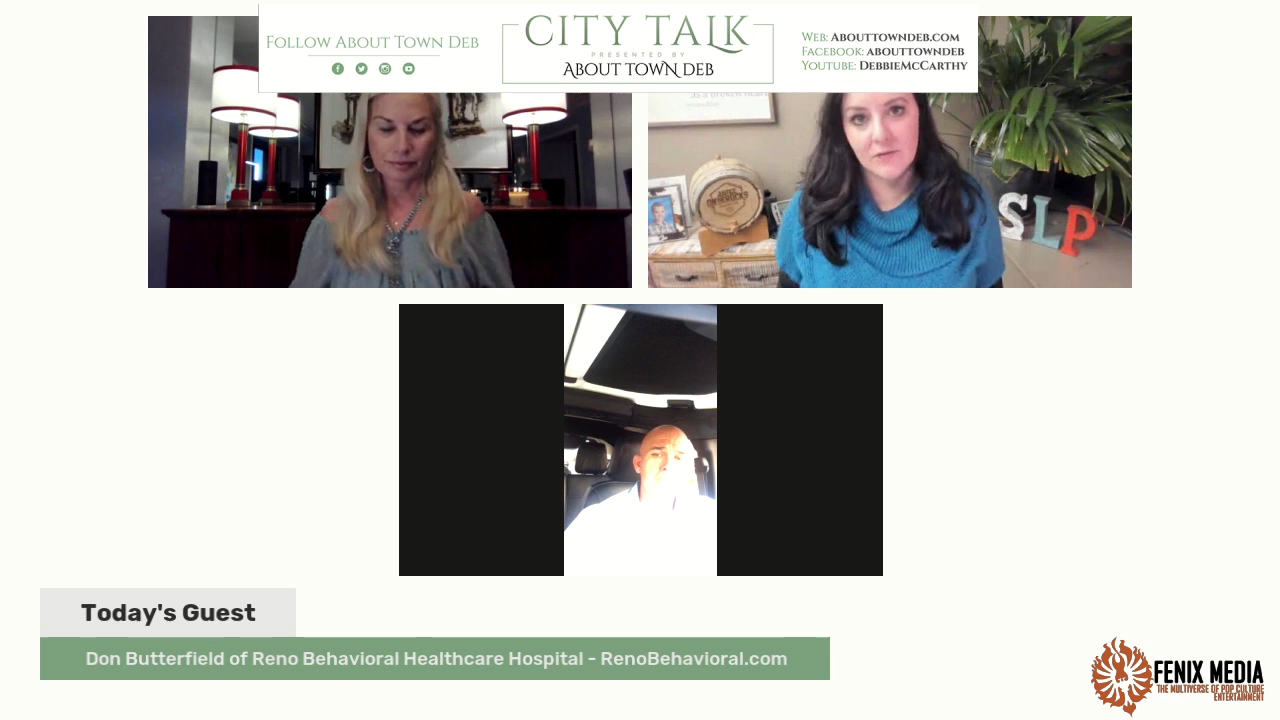 FOLLOW ABOUT TOWN DEB
CITY TALK
PRESENTED BY
ABOUT TOWN DEB
WEB: ABOUTTOWNDEB.COM
FACEBOOK: ABOUTTOWNDEB
YOUTUBE: DEBBIEMCCARTHY
SLP
Today's Guest
Don Butterfield of Reno Behavioral Healthcare Hospital - RenoBehavioral.com
FENIX MEDIA
THE MULTIVERSE OF POP CULTURE
ENTERTAINMENT